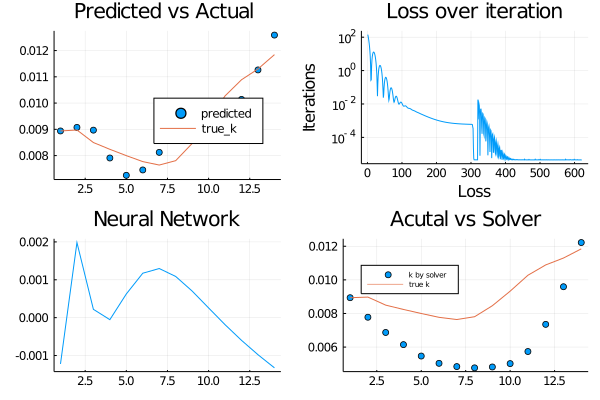 Predicted vs Actual
0.012
0.011
0.010
0.009
0.008
predicted
true_k
2.5 5.0 7.5 10.0 12.5
Loss over iteration
Iterations
10^0
10^-2
10^-4
0 100 200 300 400 500 600
Loss
Neural Network
0.002
0.001
0.000
-0.001
2.5 5.0 7.5 10.0 12.5
Acutal vs Solver
0.012
0.010
0.008
0.006
k by solver
true k
2.5 5.0 7.5 10.0 12.5